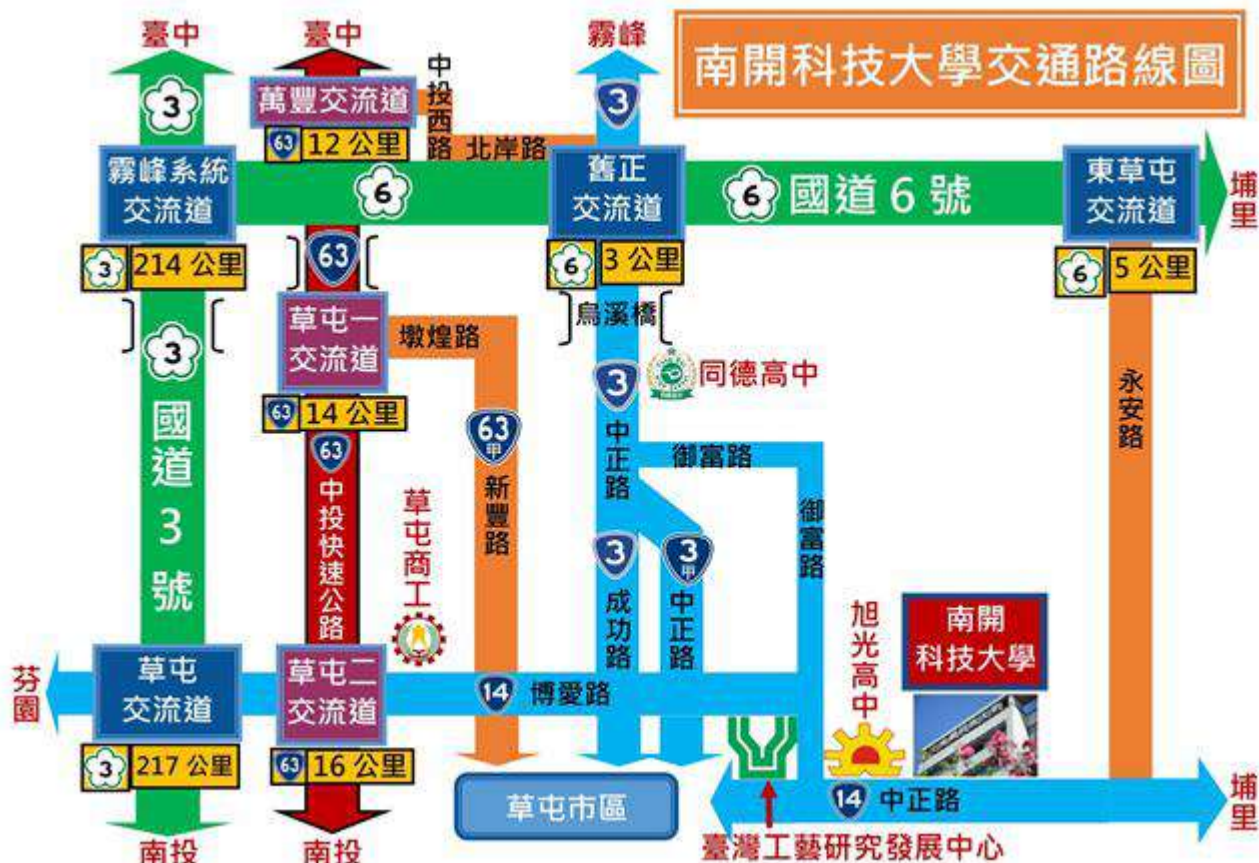 南開科技大學交通路線圖
臺中
臺中
霧峰
3
萬豐交流道
63 12 公里
中投西路
北岸路
3
霧峰系統
交流道
6
舊正
交流道
6 國道 6 號
東草屯
交流道
埔里
3 214 公里
63
6 3 公里
6 5 公里
烏溪橋
3
草屯一
交流道
墩煌路
同德高中
3
63 14 公里
永安路
國道3號
63
中投快速公路
草屯商工
63甲
新豐路
中正路
御富路
御富路
3
成功路
3甲
中正路
旭光高中
南開
科技大學
芬園
草屯
交流道
草屯二
交流道
14 博愛路
3 217 公里
63 16 公里
草屯市區
14 中正路
埔里
南投
南投
臺灣工藝研究發展中心